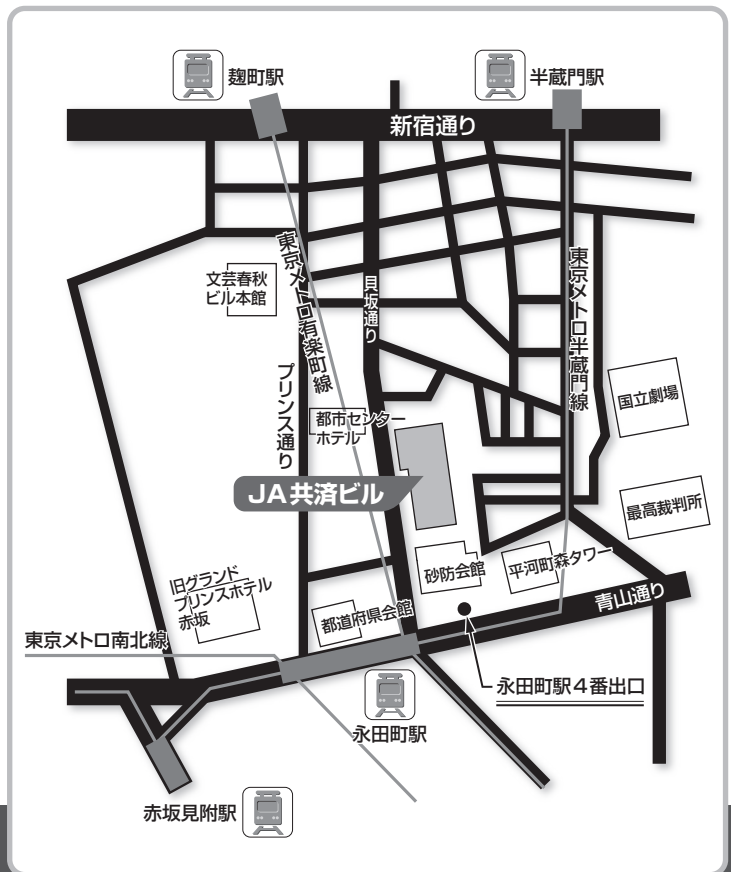 麹町駅
半蔵門駅
新宿通り
東京メトロ有楽町線
貝坂通り
東京メトロ半蔵門線
文芸春秋
ビル本館
プリンス通り
都市センター
ホテル
国立劇場
JA共済ビル
最高裁判所
砂防会館
平河町森タワー
旧グランド
プリンスホテル
赤坂
都道府県会館
青山通り
東京メトロ南北線
永田町駅4番出口
永田町駅
赤坂見附駅